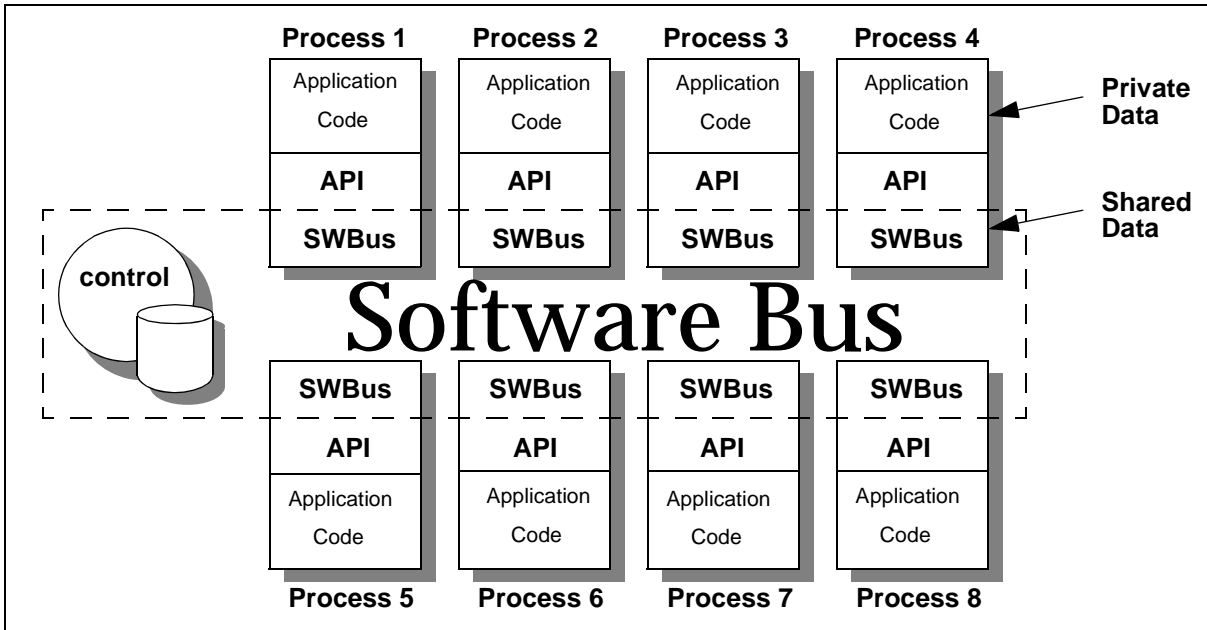 Process 1
Process 2
Process 3
Process 4
Application
Code
Application
Code
Application
Code
Application
Code
Private
Data
API
API
API
API
Shared
Data
SWBus
SWBus
SWBus
SWBus
control
Software Bus
SWBus
SWBus
SWBus
SWBus
API
API
API
API
Application
Code
Application
Code
Application
Code
Application
Code
Process 5
Process 6
Process 7
Process 8